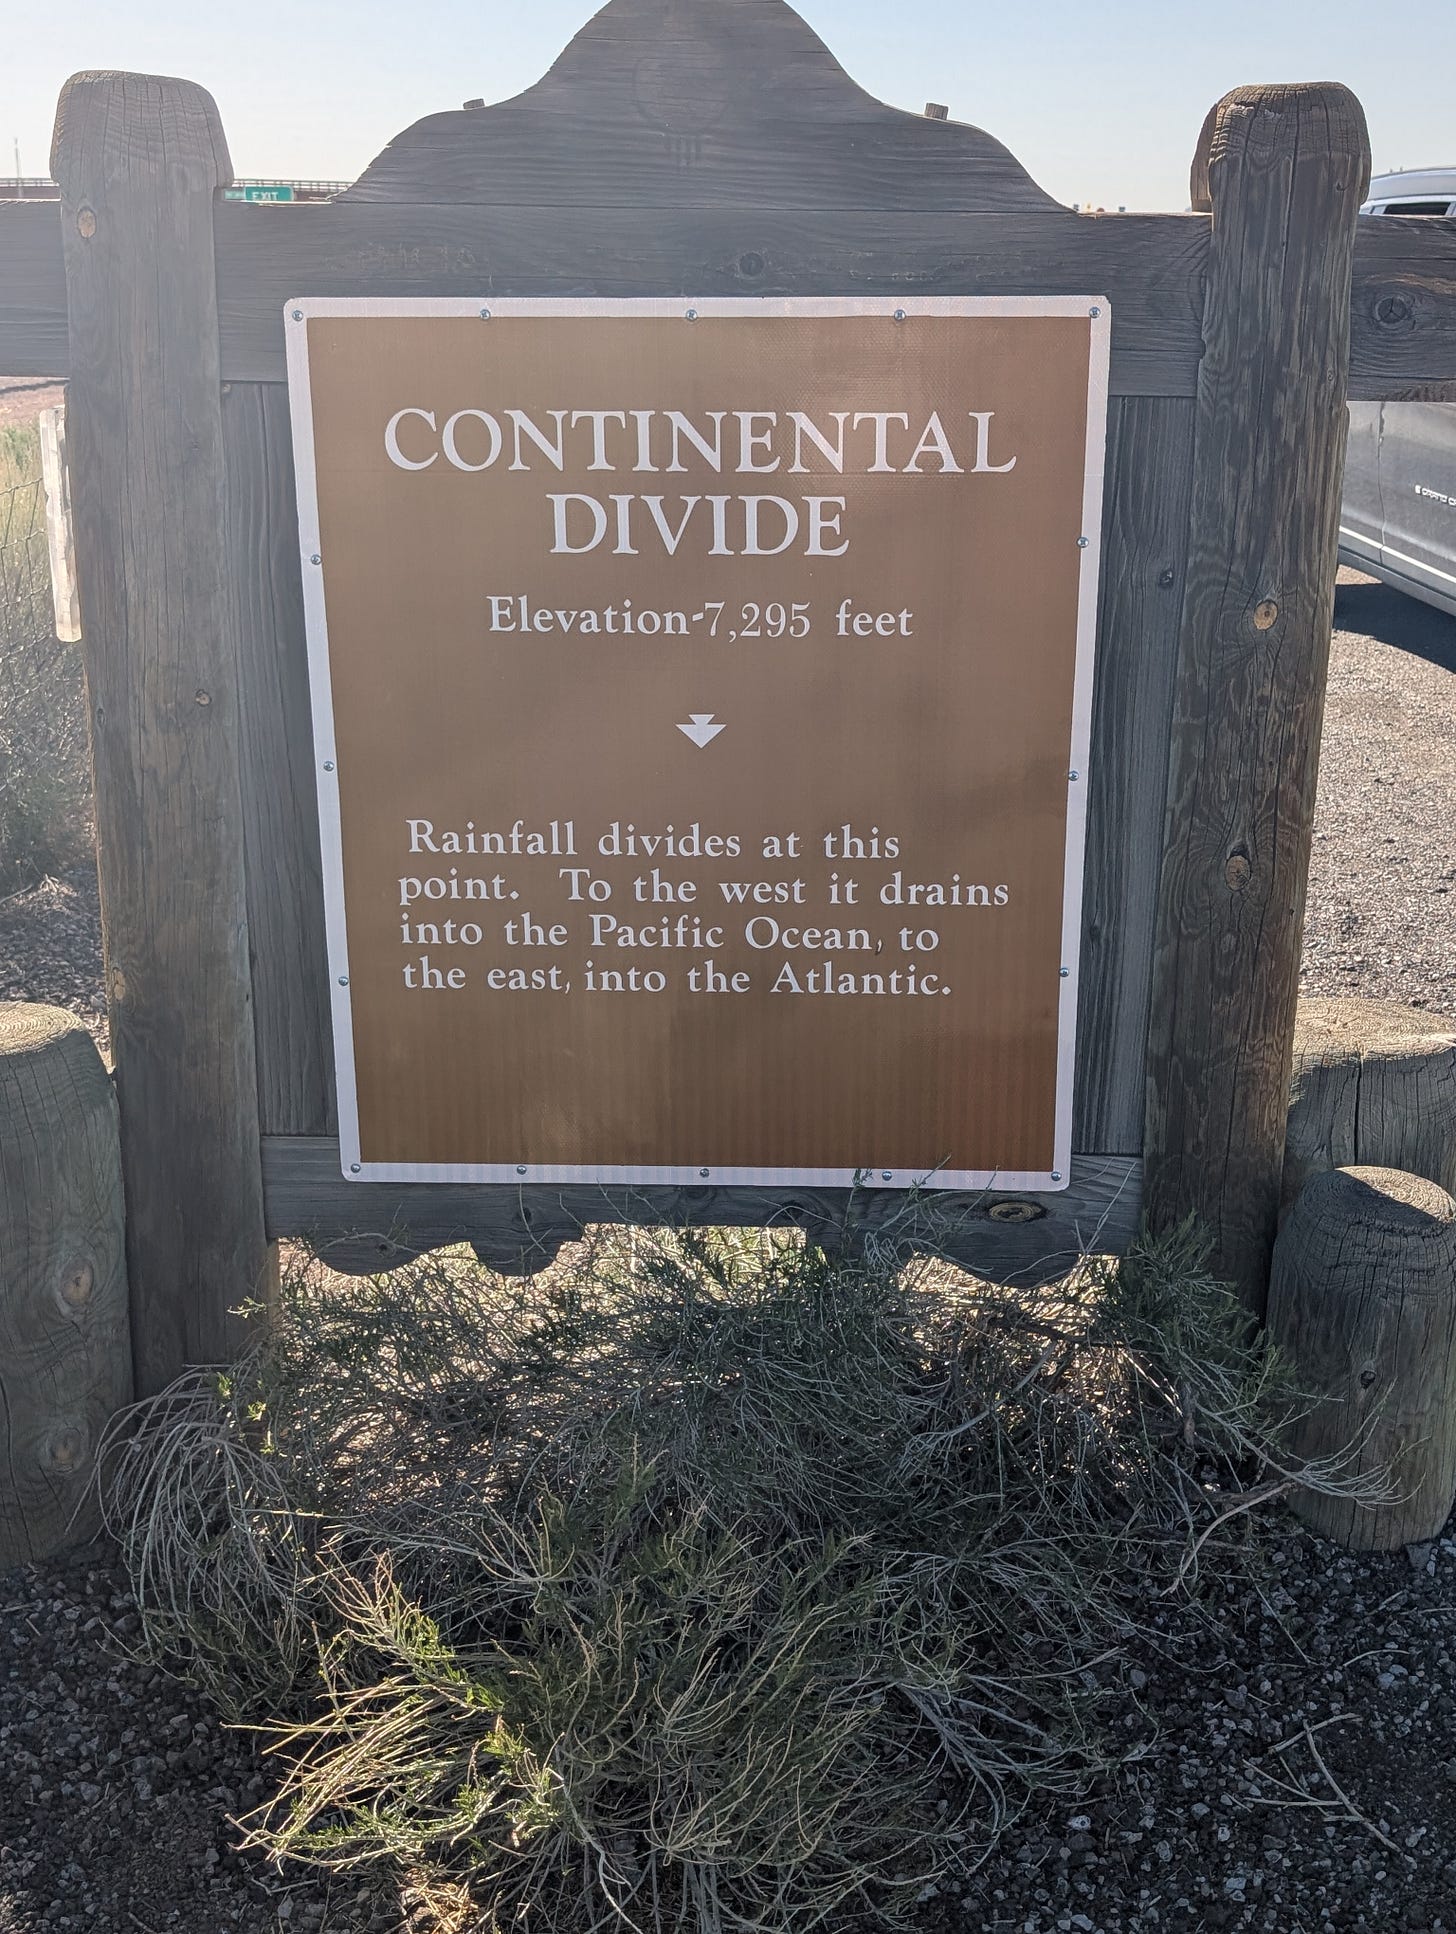 EXIT
CONTINENTAL
DIVIDE
Elevation-7,295 feet
Rainfall divides at this
point. To the west it drains
into the Pacific Ocean, to
the east, into the Atlantic.